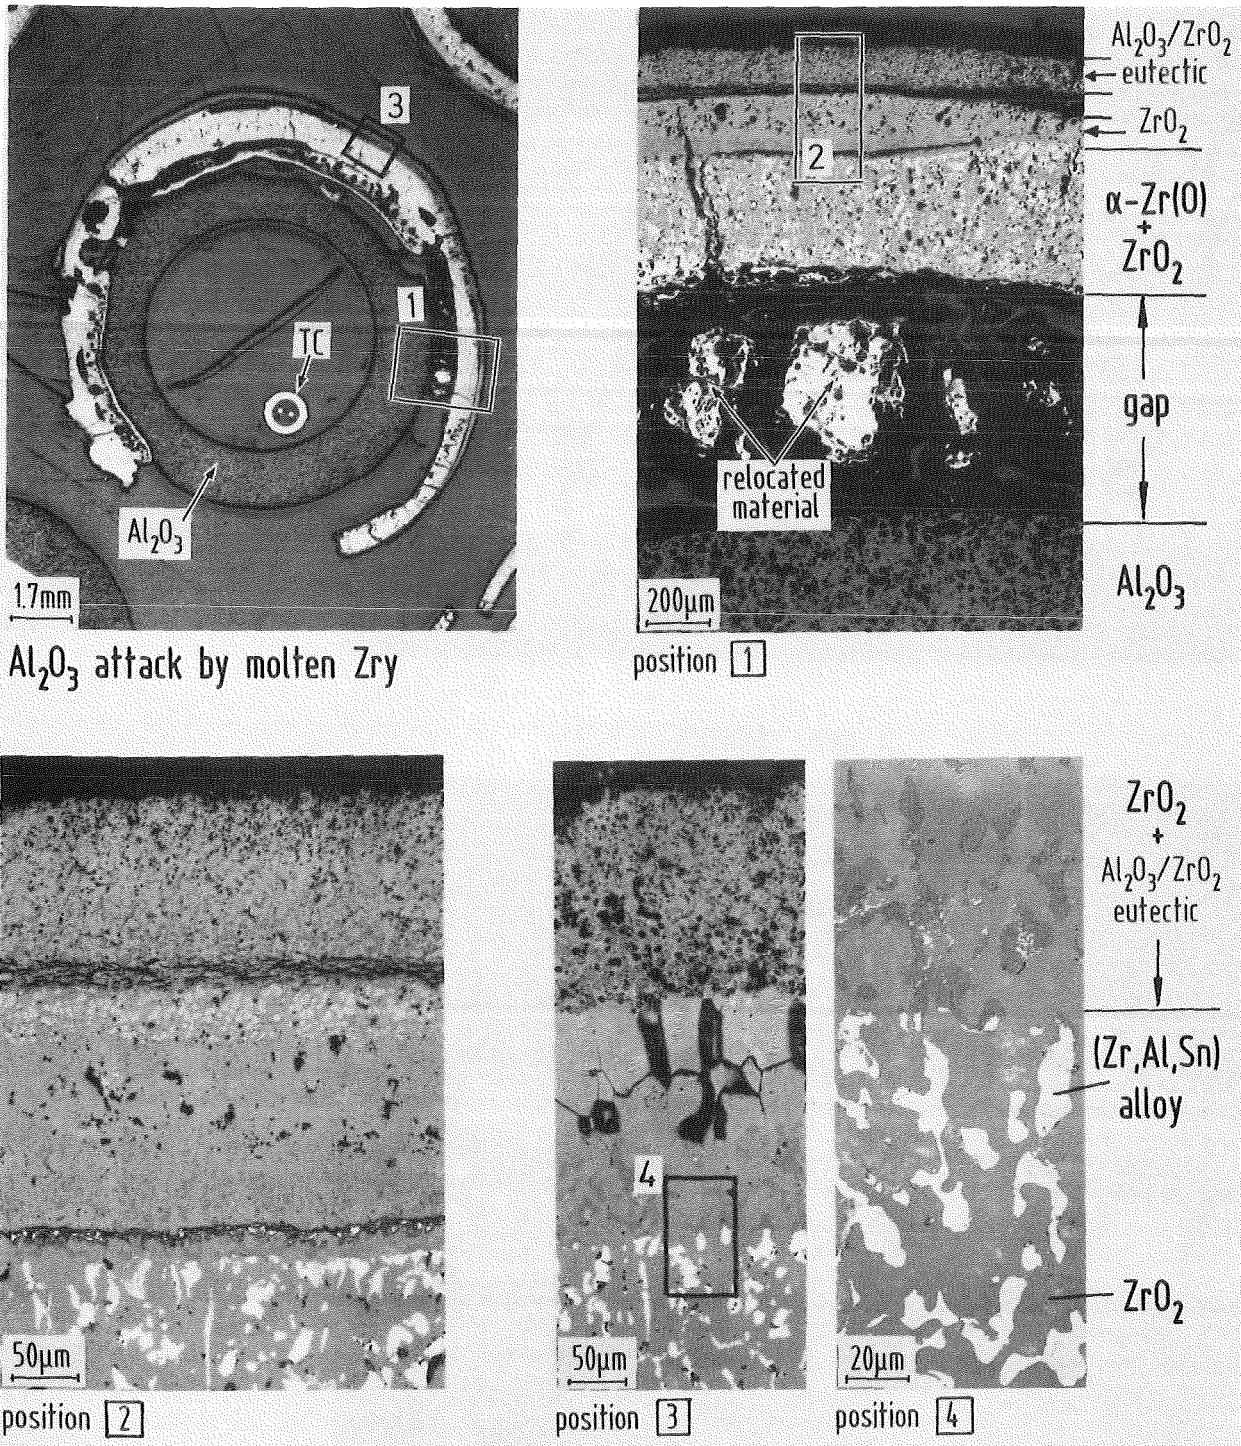 3
1
TC
Al₂O₃
1.7mm
Al₂O₃ attack by molten Zry
2
relocated
material
200μm
position 1
Al₂O₃/ZrO₂
eutectic
ZrO₂
α-Zr(O)
+
ZrO₂
gap
Al₂O₃
50μm
position 2
4
50μm
position 3
20μm
position 4
ZrO₂
+
Al₂O₃/ZrO₂
eutectic
(Zr,Al,Sn)
alloy
ZrO₂